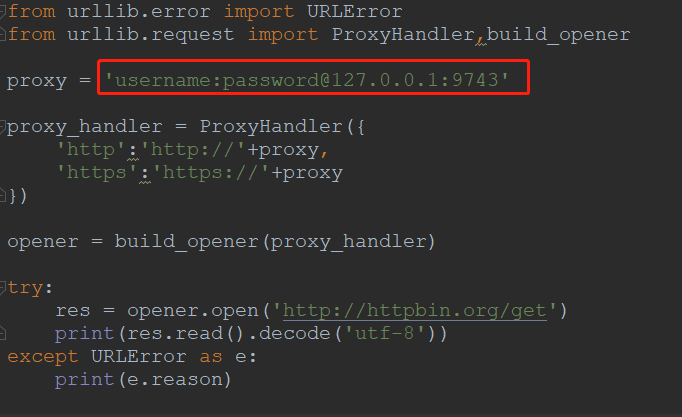 from urllib.error import URLError
from urllib.request import ProxyHandler,build_opener
proxy = 'username:password@127.0.0.1:9743'
proxy_handler = ProxyHandler({
    'http':'http://'+proxy,
    'https':'https://'+proxy
})
opener = build_opener(proxy_handler)
try:
    res = opener.open('http://httpbin.org/get')
    print(res.read().decode('utf-8'))
except URLError as e:
    print(e.reason)